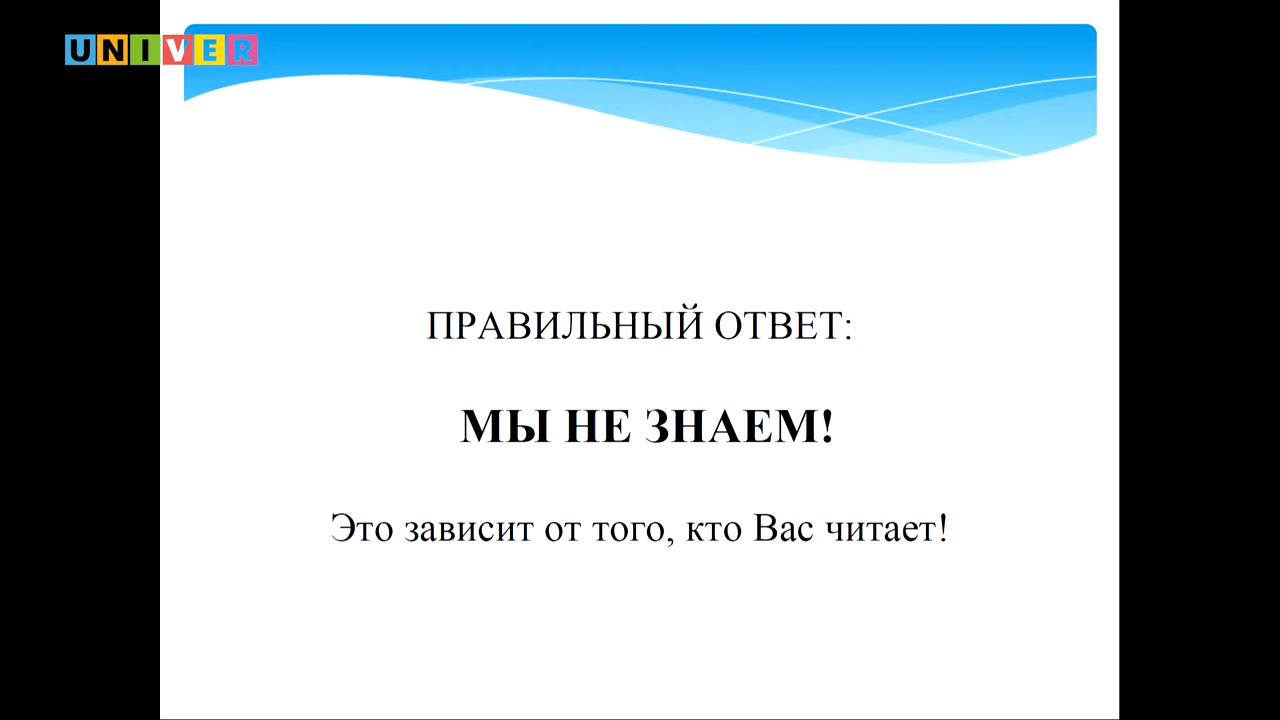 UNIVER
ПРАВИЛЬНЫЙ ОТВЕТ:
МЫ НЕ ЗНАЕМ!
Это зависит от того, кто Вас читает!